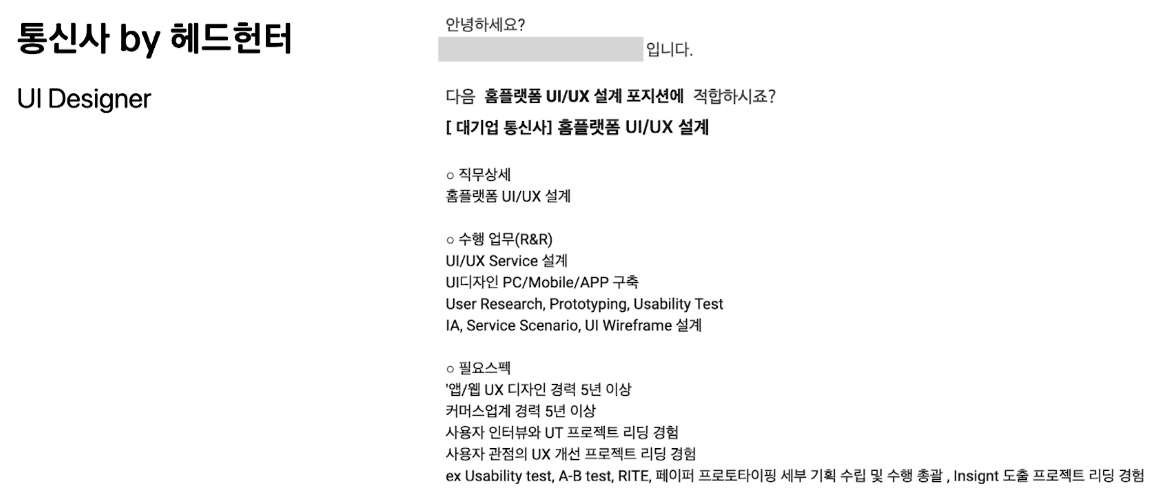 통신사 by 헤드헌터
UI Designer
안녕하세요?
입니다.
다음 홈플랫폼 UI/UX 설계 포지션에 적합하시죠?
[ 대기업 통신사] 홈플랫폼 UI/UX 설계
○ 직무상세
홈플랫폼 UI/UX 설계
○ 수행 업무(R&R)
UI/UX Service 설계
UI디자인 PC/Mobile/APP 구축
User Research, Prototyping, Usability Test
IA, Service Scenario, UI Wireframe 설계
○ 필요스펙
'앱/웹 UX 디자인 경력 5년 이상
커머스업계 경력 5년 이상
사용자 인터뷰와 UT 프로젝트 리딩 경험
사용자 관점의 UX 개선 프로젝트 리딩 경험
ex Usability test, A-B test, RITE, 페이퍼 프로토타이핑 세부 기획 수립 및 수행 총괄 , Insignt 도출 프로젝트 리딩 경험